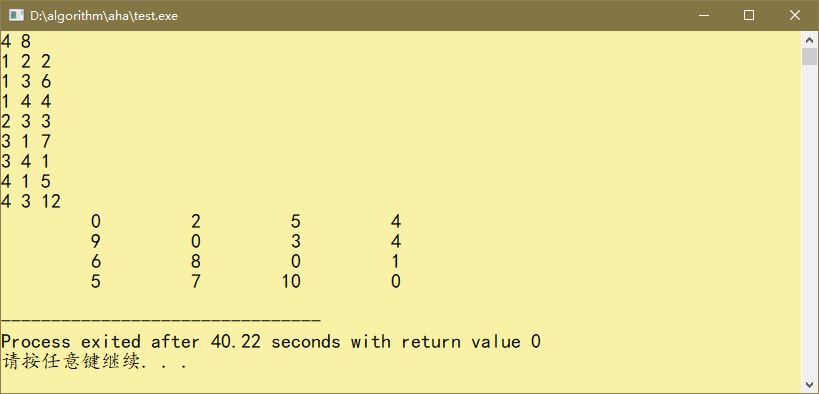 D:\algorithm\aha\test.exe
4 8
1 2 2
1 3 6
1 4 4
2 3 3
3 1 7
3 4 1
4 1 5
4 3 12
0 2 5 4
9 0 3 4
6 8 0 1
5 7 10 0
--------------------------------
Process exited after 40.22 seconds with return value 0
请按任意键继续. . .